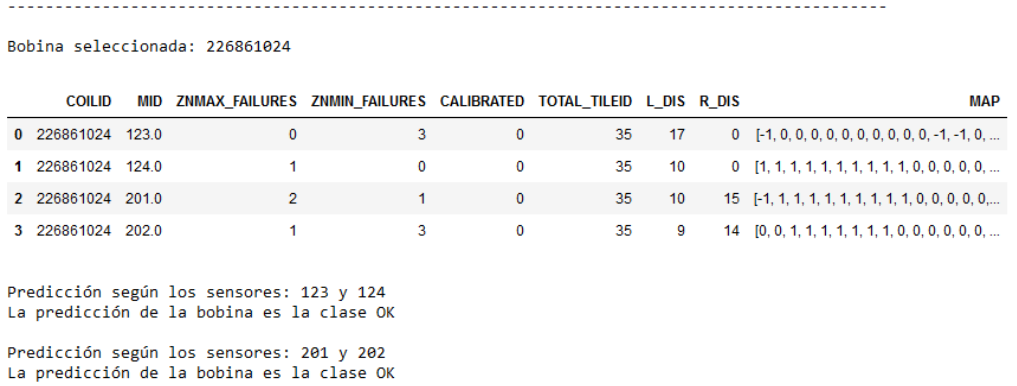 --------------------------------------------------------------------------------
Bobina seleccionada: 226861024
COILID MID ZNMAX_FAILURES ZNMIN_FAILURES CALIBRATED TOTAL_TILEID L_DIS R_DIS MAP
0 226861024 123.0 0 3 0 35 17 0 [-1, 0, 0, 0, 0, 0, 0, 0, 0, 0, 0, -1, -1, 0, ...
1 226861024 124.0 1 0 0 35 10 0 [1, 1, 1, 1, 1, 1, 1, 1, 1, 1, 0, 0, 0, 0, 0, ...
2 226861024 201.0 2 1 0 35 10 15 [-1, 1, 1, 1, 1, 1, 1, 1, 1, 1, 0, 0, 0, 0, 0,...
3 226861024 202.0 1 3 0 35 9 14 [0, 0, 1, 1, 1, 1, 1, 1, 1, 0, 0, 0, 0, 0, 0, ...
Predicción según los sensores: 123 y 124
La predicción de la bobina es la clase OK
Predicción según los sensores: 201 y 202
La predicción de la bobina es la clase OK